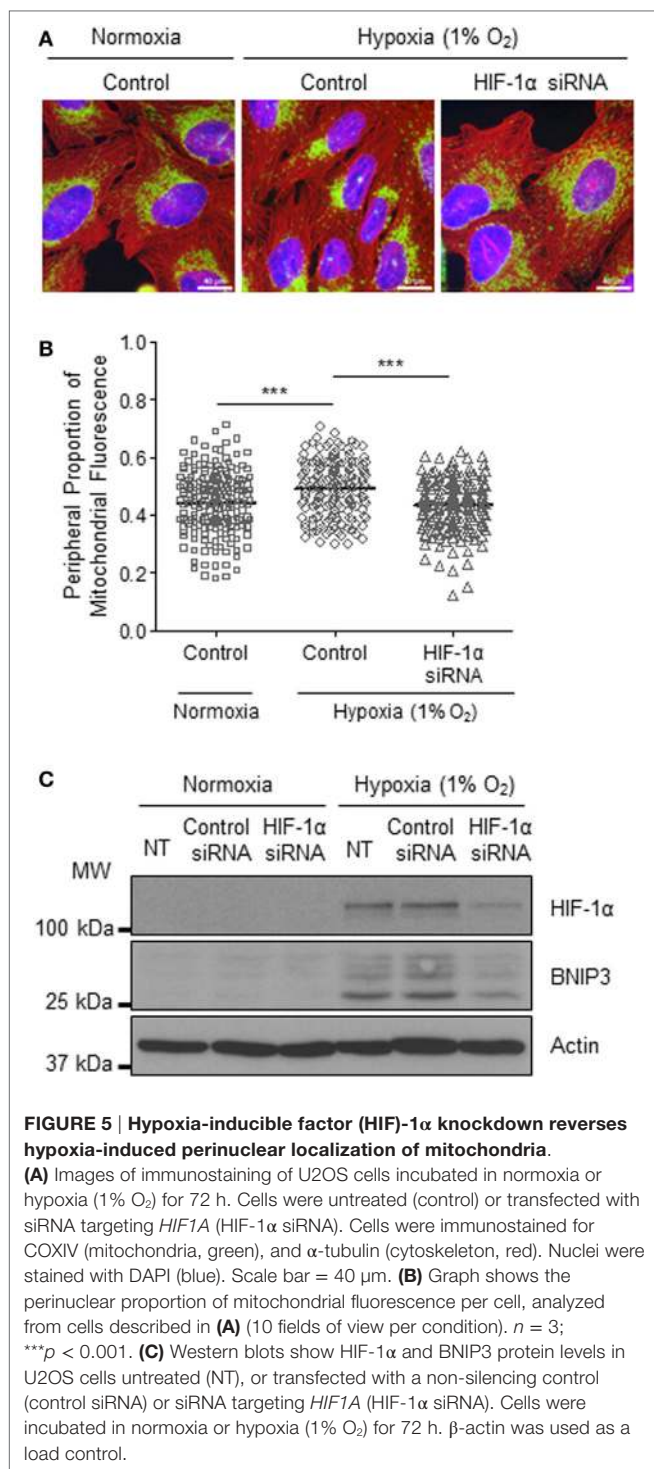 A
Normoxia
Hypoxia (1% O₂)
Control
Control
HIF-1α siRNA
40 µm
40 µm
40 µm
B
Peripheral Proportion of
Mitochondrial Fluorescence
1.0
0.8
0.6
0.4
0.2
0.0
***
***
Control
Control
HIF-1α
siRNA
Normoxia
Hypoxia (1% O₂)
C
Normoxia
Hypoxia (1% O₂)
MW
NT
Control
siRNA
HIF-1α
siRNA
NT
Control
siRNA
HIF-1α
siRNA
HIF-1α
100 kDa
BNIP3
25 kDa
Actin
37 kDa
FIGURE 5 | Hypoxia-inducible factor (HIF)-1α knockdown reverses
hypoxia-induced perinuclear localization of mitochondria.
(A) Images of immunostaining of U2OS cells incubated in normoxia or
hypoxia (1% O₂) for 72 h. Cells were untreated (control) or transfected with
siRNA targeting HIF1A (HIF-1α siRNA). Cells were immunostained for
COXIV (mitochondria, green), and α-tubulin (cytoskeleton, red). Nuclei were
stained with DAPI (blue). Scale bar = 40 µm. (B) Graph shows the
perinuclear proportion of mitochondrial fluorescence per cell, analyzed
from cells described in (A) (10 fields of view per condition). n = 3;
***p < 0.001. (C) Western blots show HIF-1α and BNIP3 protein levels in
U2OS cells untreated (NT), or transfected with a non-silencing control
(control siRNA) or siRNA targeting HIF1A (HIF-1α siRNA). Cells were
incubated in normoxia or hypoxia (1% O₂) for 72 h. β-actin was used as a
load control.